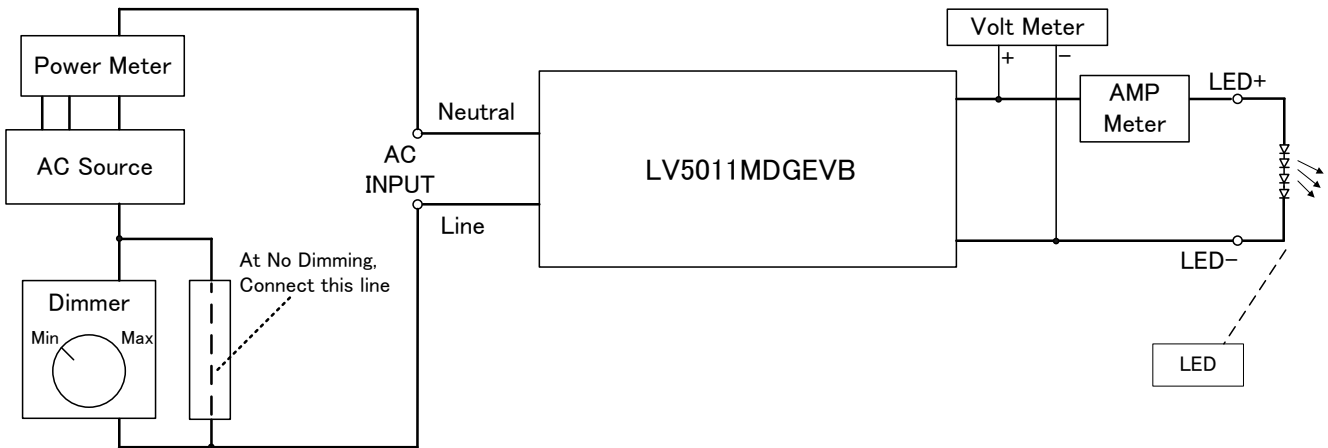 Power Meter
AC Source
Dimmer
Min
Max
At No Dimming,
Connect this line
Neutral
AC
INPUT
Line
LV5011MDGEVB
Volt Meter
+
−
AMP
Meter
LED+
LED−
LED